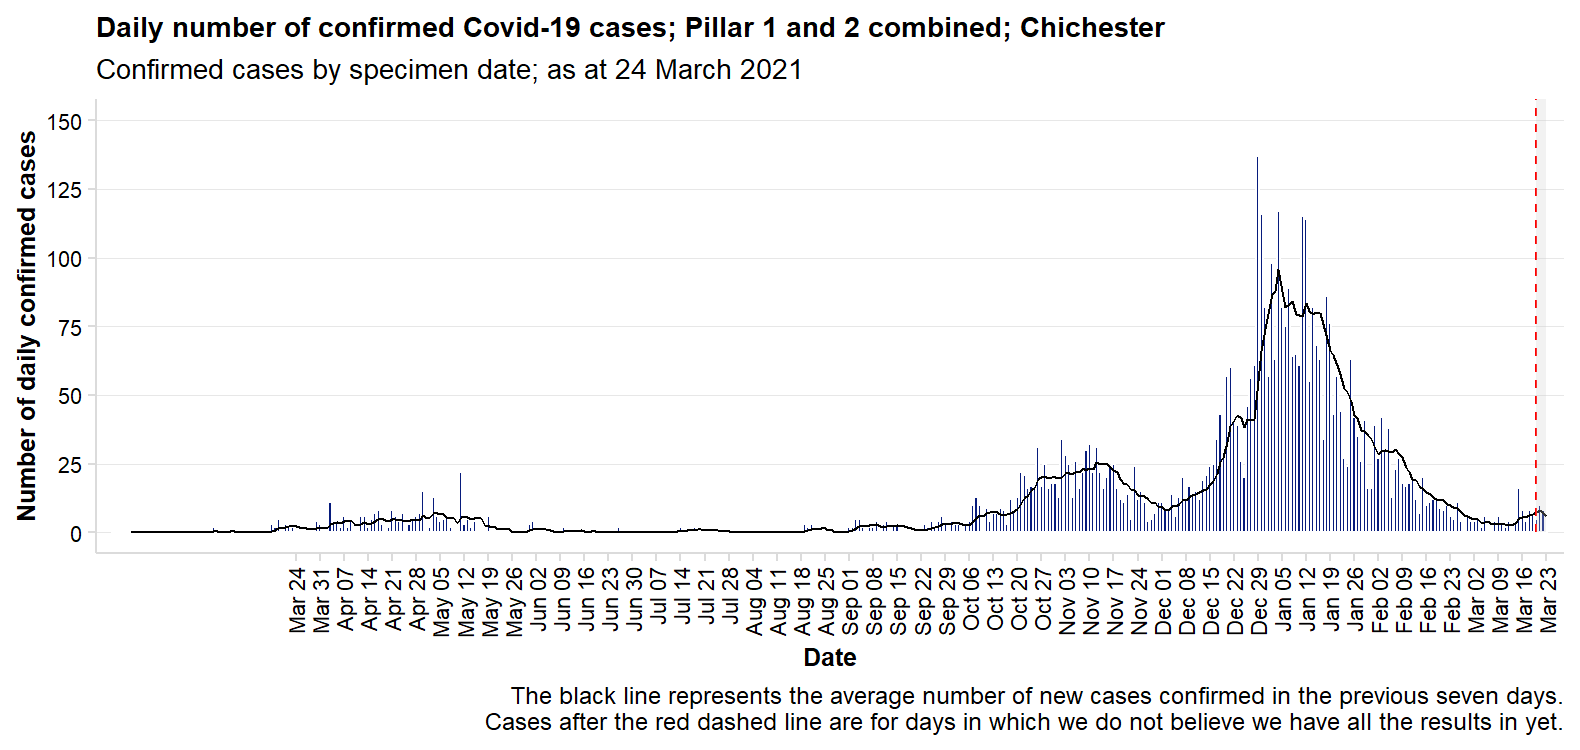 Daily number of confirmed Covid-19 cases; Pillar 1 and 2 combined; Chichester
Confirmed cases by specimen date; as at 24 March 2021
Number of daily confirmed cases
150
125
100
75
50
25
0
Mar 24
Mar 31
Apr 07
Apr 14
Apr 21
Apr 28
May 05
May 12
May 19
May 26
Jun 02
Jun 09
Jun 16
Jun 23
Jun 30
Jul 07
Jul 14
Jul 21
Jul 28
Aug 04
Aug 11
Aug 18
Aug 25
Sep 01
Sep 08
Sep 15
Sep 22
Sep 29
Oct 06
Oct 13
Oct 20
Oct 27
Nov 03
Nov 10
Nov 17
Nov 24
Dec 01
Dec 08
Dec 15
Dec 22
Dec 29
Jan 05
Jan 12
Jan 19
Jan 26
Feb 02
Feb 09
Feb 16
Feb 23
Mar 02
Mar 09
Mar 16
Mar 23
Date
The black line represents the average number of new cases confirmed in the previous seven days.
Cases after the red dashed line are for days in which we do not believe we have all the results in yet.